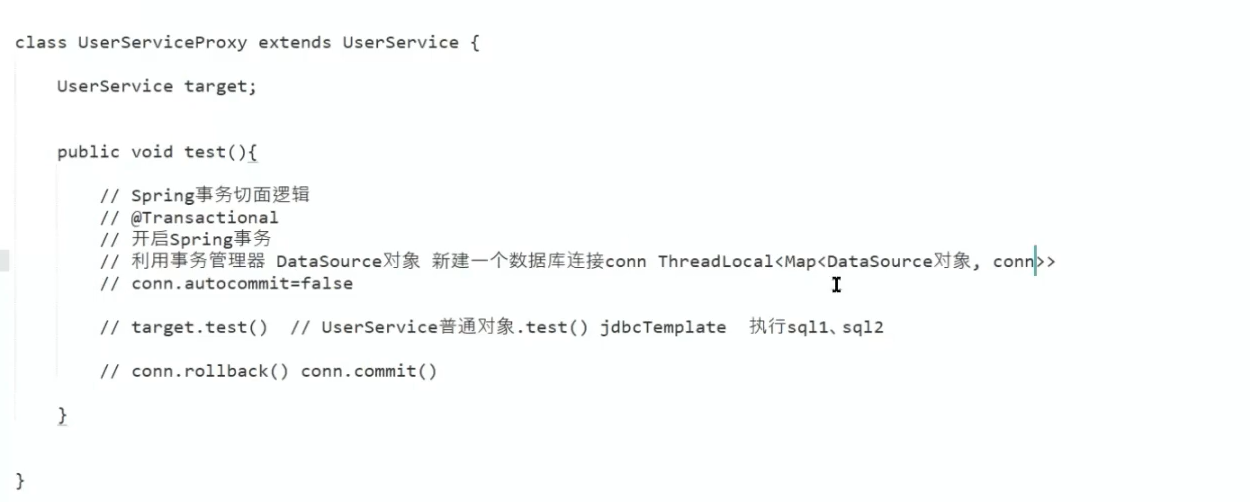 class UserServiceProxy extends UserService {
UserService target;
public void test(){
// Spring事务切面逻辑
// @Transactional
// 开启Spring事务
// 利用事务管理器 DataSource对象 新建一个数据库连接conn ThreadLocal<Map<DataSource对象, conn>>
// conn.autocommit=false
// target.test()  // UserService普通对象.test() jdbcTemplate  执行sql1、sql2
// conn.rollback() conn.commit()
}
}